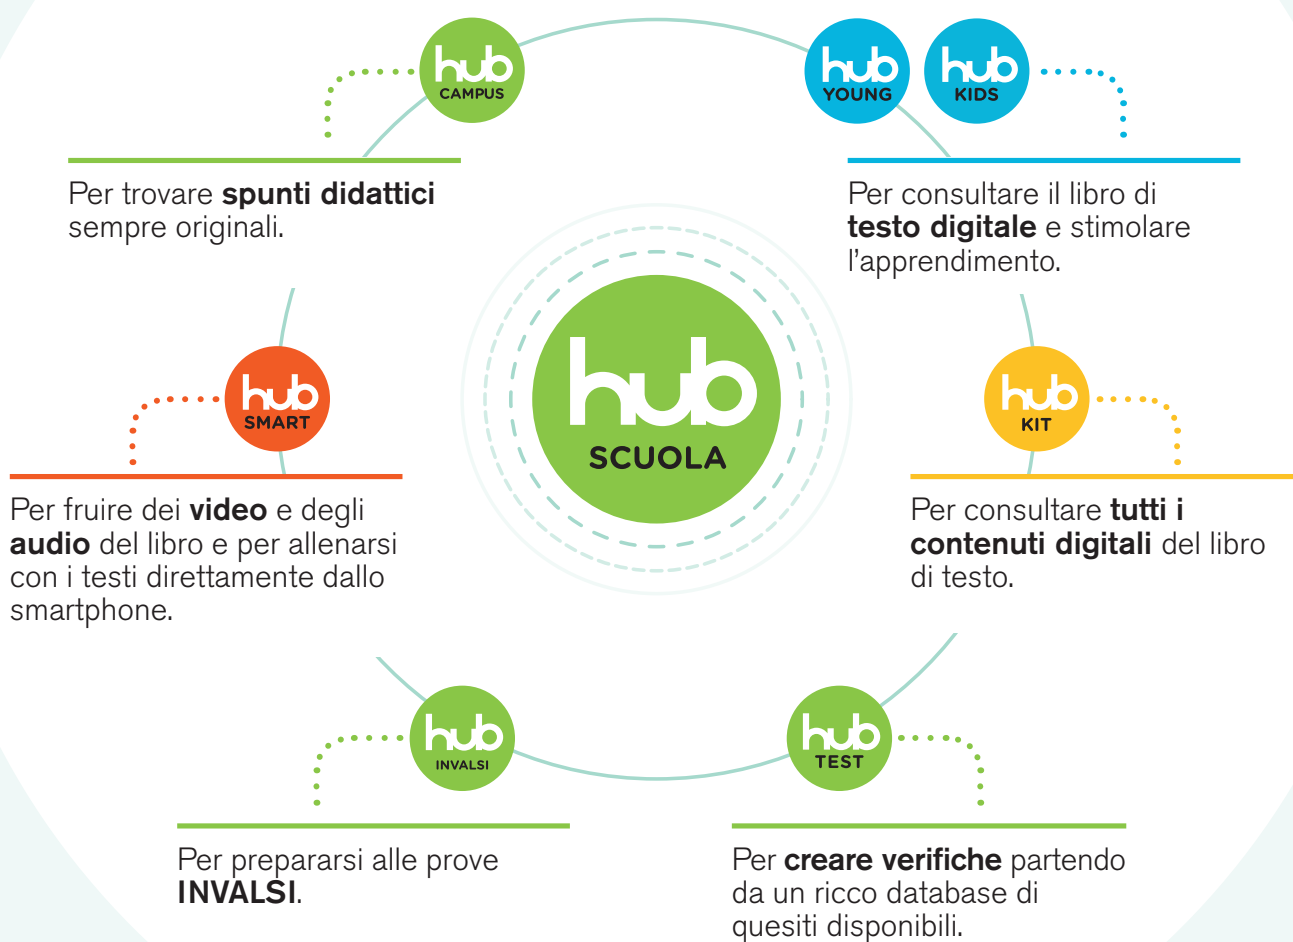 hub
CAMPUS
Per trovare spunti didattici
sempre originali.
hub
YOUNG
hub
KIDS
Per consultare il libro di
testo digitale e stimolare
l’apprendimento.
hub
SCUOLA
hub
SMART
Per fruire dei video e degli
audio del libro e per allenarsi
con i testi direttamente dallo
smartphone.
hub
KIT
Per consultare tutti i
contenuti digitali del libro
di testo.
hub
INVALSI
Per prepararsi alle prove
INVALSI.
hub
TEST
Per creare verifiche partendo
da un ricco database di
quesiti disponibili.